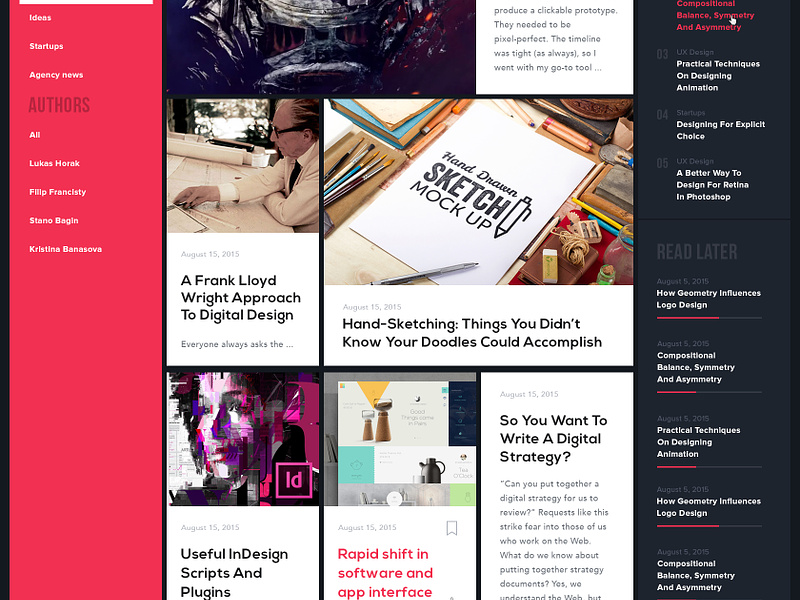 Ideas
Startups
Agency news
AUTHORS
All
Lukas Horak
Filip Francisty
Stano Bagin
Kristina Banasova
produce a clickable prototype.
They needed to be
pixel-perfect. The timeline
was tight (as always), so I
went with my go-to tool ...
August 15, 2015
A Frank Lloyd
Wright Approach
To Digital Design
Everyone always asks the ...
Hand Drawn
SKETCH
MOCK UP
August 15, 2015
Hand-Sketching: Things You Didn't
Know Your Doodles Could Accomplish
Id
August 15, 2015
Useful InDesign
Scripts And
Plugins
Good
Things come
in them.
Tea
O'Clock
August 15, 2015
Rapid shift in
software and
app interface
August 15, 2015
So You Want To
Write A Digital
Strategy?
"Can you put together a
digital strategy for us to
review?" Requests like this
strike fear into those of us
who work on the Web.
What do we know about
putting together strategy
documents? Yes, we
understand the Web, but
Compositional
Balance, Symmetry
And Asymmetry
03
UX Design
Practical Techniques
On Designing
Animation
04
Startups
Designing For Explicit
Choice
05
UX Design
A Better Way To
Design For Retina
In Photoshop
READ LATER
August 5, 2015
How Geometry Influences
Logo Design
August 5, 2015
Compositional
Balance, Symmetry
And Asymmetry
August 5, 2015
Practical Techniques
On Designing
Animation
August 5, 2015
How Geometry Influences
Logo Design
August 5, 2015
Compositional
Balance, Symmetry
And Asymmetry